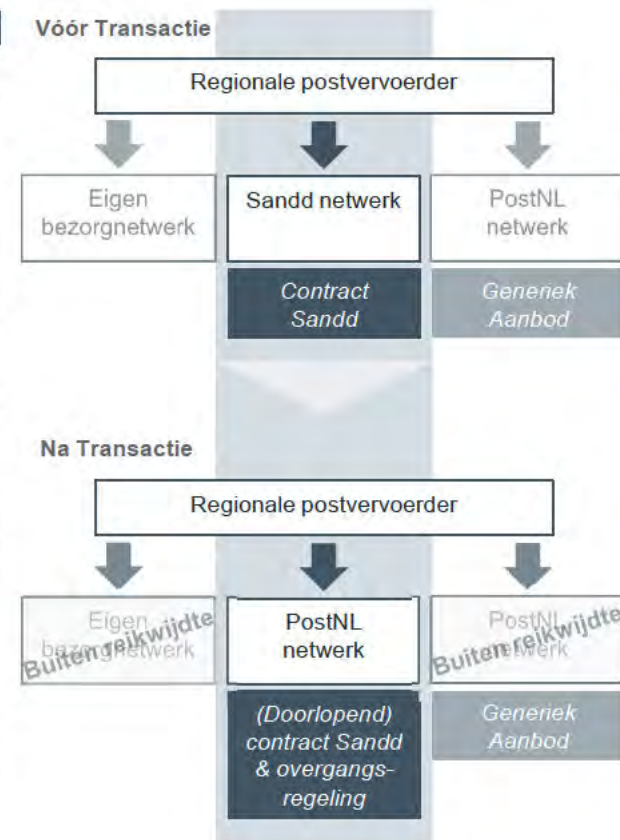 Vóór Transactie
Regionale postvervoerder
Eigen
bezorgnetwerk
Sandd netwerk
PostNL
netwerk
Contract
Sandd
Generiek
Aanbod
Na Transactie
Regionale postvervoerder
Eigen
bezorgnetwerk
Buiten reikwijdte
PostNL
netwerk
PostNL
netwerk
Buiten reikwijdte
(Doorlopend)
contract Sandd
& overgangs-
regeling
Generiek
Aanbod